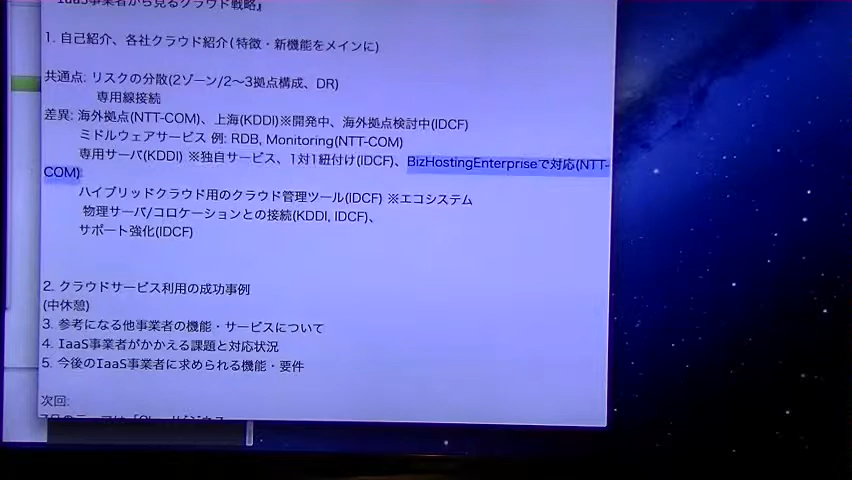 IaaS事業者から見るクラウド戦略』
1. 自己紹介、各社クラウド紹介(特徴・新機能をメインに)
共通点: リスクの分散(2ゾーン/2〜3拠点構成、DR)
専用線接続
差異: 海外拠点(NTT-COM)、上海(KDDI)※開発中、海外拠点検討中(IDCF)
ミドルウェアサービス 例: RDB, Monitoring(NTT-COM)
専用サーバ(KDDI) ※独自サービス、1対1紐付け(IDCF)、BizHostingEnterpriseで対応(NTT-
COM)
ハイブリッドクラウド用のクラウド管理ツール(IDCF) ※エコシステム
物理サーバ/コロケーションとの接続(KDDI, IDCF)、
サポート強化(IDCF)
2. クラウドサービス利用の成功事例
(中休憩)
3. 参考になる他事業者の機能・サービスについて
4. IaaS事業者がかかえる課題と対応状況
5. 今後のIaaS事業者に求められる機能・要件
次回: